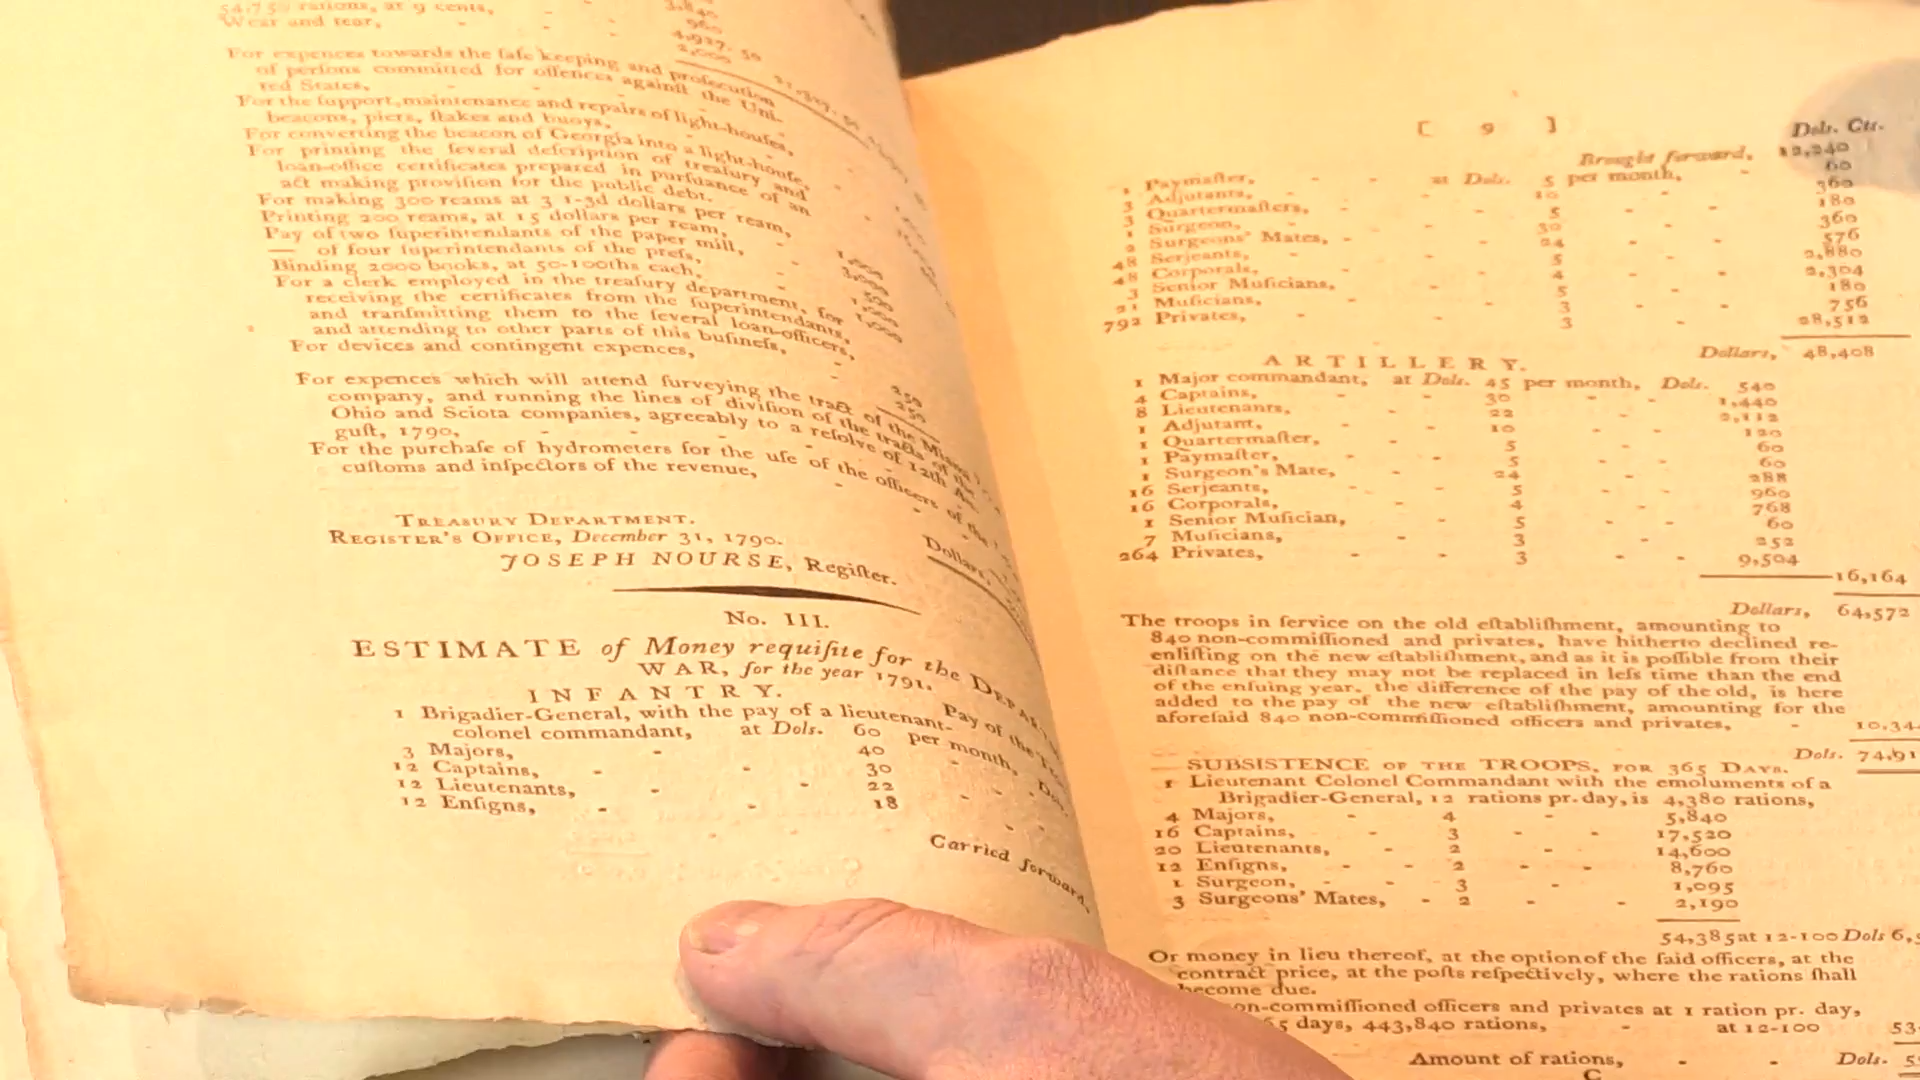 54,750 rations, at 9 cents, - - 3,840
Wear and tear, - - 960
4,927. 50
2,000
For expences towards the ſafe keeping and proſecution
of perſons committed for offences againſt the Uni-
ted States, - - - -
For the ſupport, maintenance and repairs of light-houſes,
beacons, piers, ſtakes and buoys, -
For converting the beacon of Georgia into a light-houſe,
For printing the ſeveral deſcription of treaſury and
loan-office certificates prepared in purſuance of an
act making proviſion for the public debt.
For making 300 reams at 3 1-3d dollars per ream,
Printing 200 reams, at 15 dollars per ream, - 1,000
Pay of two ſuperintendants of the paper mill, - 3,000
— of four ſuperintendants of the preſs, -
Binding 2000 books, at 50-100ths each, - 1,000
For a clerk employed in the treaſury department, for
receiving the certificates from the ſuperintendants,
and tranſmitting them to the ſeveral loan-officers,
and attending to other parts of this buſineſs, - 250
For devices and contingent expences, - 250
For expences which will attend ſurveying the tract of the
company, and running the lines of diviſion of the tracts of the
Ohio and Sciota companies, agreeably to a reſolve of 12th Au-
guſt, 1790, - - - -
For the purchaſe of hydrometers for the uſe of the officers of the
cuſtoms and inſpectors of the revenue, - -
Dollars,
TREASURY DEPARTMENT.
REGISTER'S OFFICE, December 31, 1790.
JOSEPH NOURSE, Regiſter.
No. III.
ESTIMATE of Money requiſite for the
WAR, for the year 1791.
INFANTRY. Pay of the
1 Brigadier-General, with the pay of a lieutenant-
colonel commandant, at Dols. 60 per month, Dols.
3 Majors, - 40 -
12 Captains, - - 30 -
12 Lieutenants, - - 22 -
12 Enſigns, - - 18 -
Carried forward,
[ 9 ]
Dols. Cts.
Brought forward, 12,240
1 Paymaſter, - - at Dols. 5 per month, - 60
3 Adjutants, - - 10 - - 360
3 Quartermaſters, - - 5 - - 180
1 Surgeon, - - 30 - - 360
2 Surgeons' Mates, - - 24 - - 576
48 Serjeants, - - 5 - - 2,880
48 Corporals, - - 4 - - 2,304
3 Senior Muſicians, - 5 - - 180
21 Muſicians, - - 3 - - 756
792 Privates, - - 3 - 28,512
Dollars, 48,408
ARTILLERY.
1 Major commandant, at Dols. 45 per month, Dols. 540
4 Captains, - - 30 - - 1,440
8 Lieutenants, - 22 - - 2,112
1 Adjutant, - - 10 - - 120
1 Quartermaſter, - 5 - - 60
1 Paymaſter, - - 5 - - 60
1 Surgeon's Mate, - 24 - - 288
16 Serjeants, - - 5 - - 960
16 Corporals, - - 4 - - 768
1 Senior Muſician, - 5 - - 60
7 Muſicians, - - 3 - - 252
264 Privates, - - 3 - - 9,504
16,164
Dollars, 64,572
The troops in ſervice on the old eſtabliſhment, amounting to
840 non-commiſſioned and privates, have hitherto declined re-
enliſting on the new eſtabliſhment, and as it is poſſible from their
diſtance that they may not be replaced in leſs time than the end
of the enſuing year, the difference of the pay of the old, is here
added to the pay of the new eſtabliſhment, amounting for the
aforeſaid 840 non-commiſſioned officers and privates, - 10,34
Dols. 74,91
SUBSISTENCE OF THE TROOPS, FOR 365 DAYS.
1 Lieutenant Colonel Commandant with the emoluments of a
Brigadier-General, 12 rations pr. day, is 4,380 rations,
4 Majors, - 4 - - 5,840
16 Captains, - 3 - - 17,520
20 Lieutenants, - 2 - 14,600
12 Enſigns, - - 2 - - 8,760
1 Surgeon, - - 3 - 1,095
3 Surgeons' Mates, - 2 - - 2,190
54,385 at 12-100 Dols 6,5
Or money in lieu thereof, at the option of the ſaid officers, at the
contract price, at the poſts reſpectively, where the rations ſhall
become due.
on-commiſſioned officers and privates at 1 ration pr. day,
65 days, 443,840 rations, - at 12-100 53
Amount of rations, - - Dols. 5
C